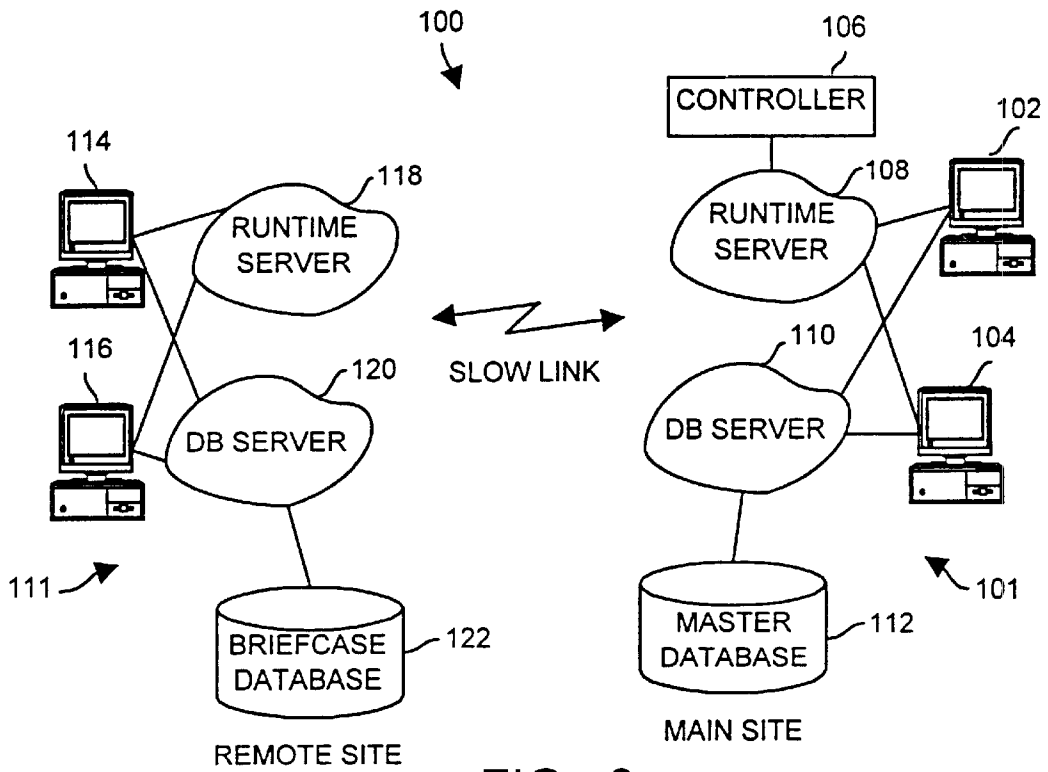 100
106
CONTROLLER
102
114
118
108
RUNTIME
SERVER
RUNTIME
SERVER
116
120
SLOW LINK
110
104
DB SERVER
DB SERVER
111
101
BRIEFCASE
DATABASE
122
MASTER
DATABASE
112
REMOTE SITE
MAIN SITE